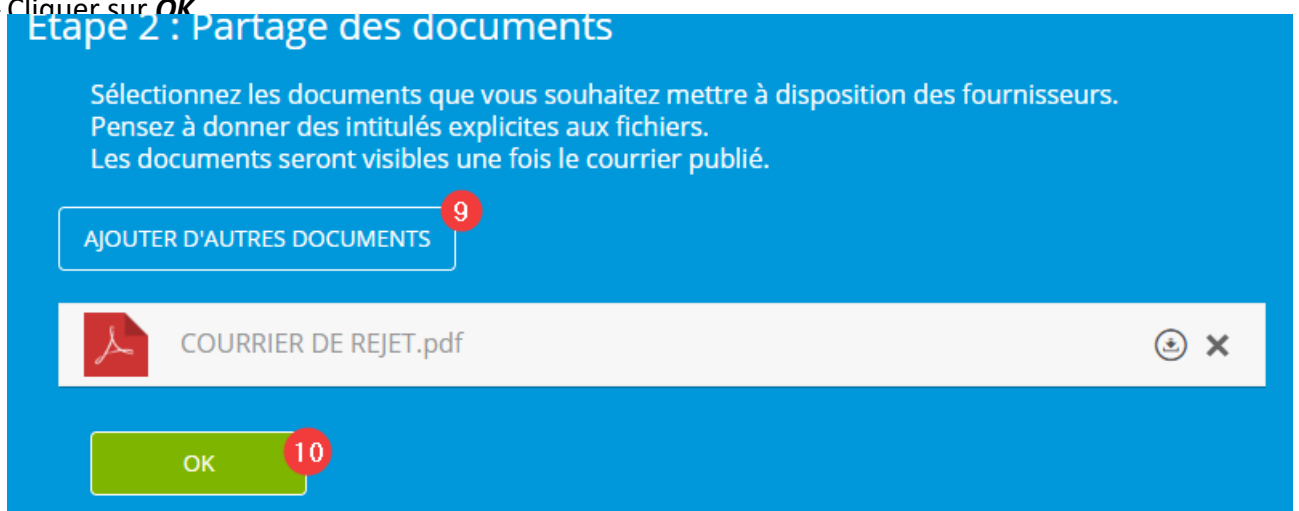 Cliquer sur OK
Etape 2 : Partage des documents
Sélectionnez les documents que vous souhaitez mettre à disposition des fournisseurs.
Pensez à donner des intitulés explicites aux fichiers.
Les documents seront visibles une fois le courrier publié.
9
AJOUTER D'AUTRES DOCUMENTS
COURRIER DE REJET.pdf
OK
10